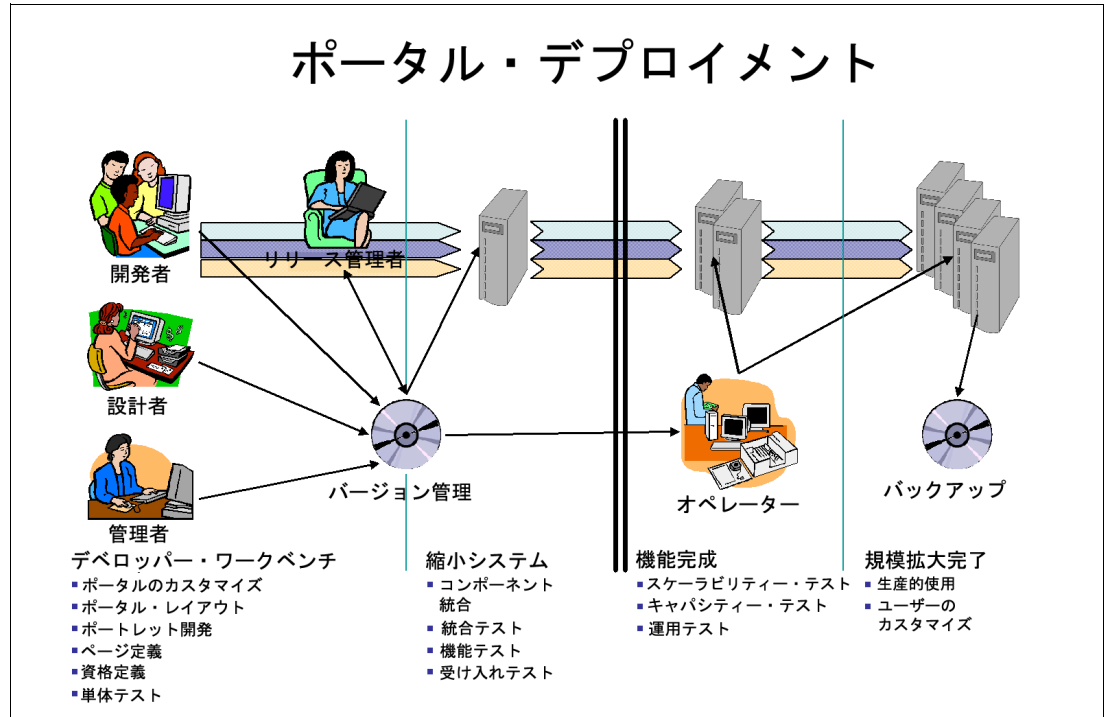 ポータル・デプロイメント
開発者
リリース管理者
設計者
管理者
バージョン管理
オペレーター
バックアップ
デベロッパー・ワークベンチ
ポータルのカスタマイズ
ポータル・レイアウト
ポートレット開発
ページ定義
資格定義
単体テスト
縮小システム
コンポーネント
統合
統合テスト
機能テスト
受け入れテスト
機能完成
スケーラビリティー・テスト
キャパシティー・テスト
運用テスト
規模拡大完了
生産的使用
ユーザーの
カスタマイズ